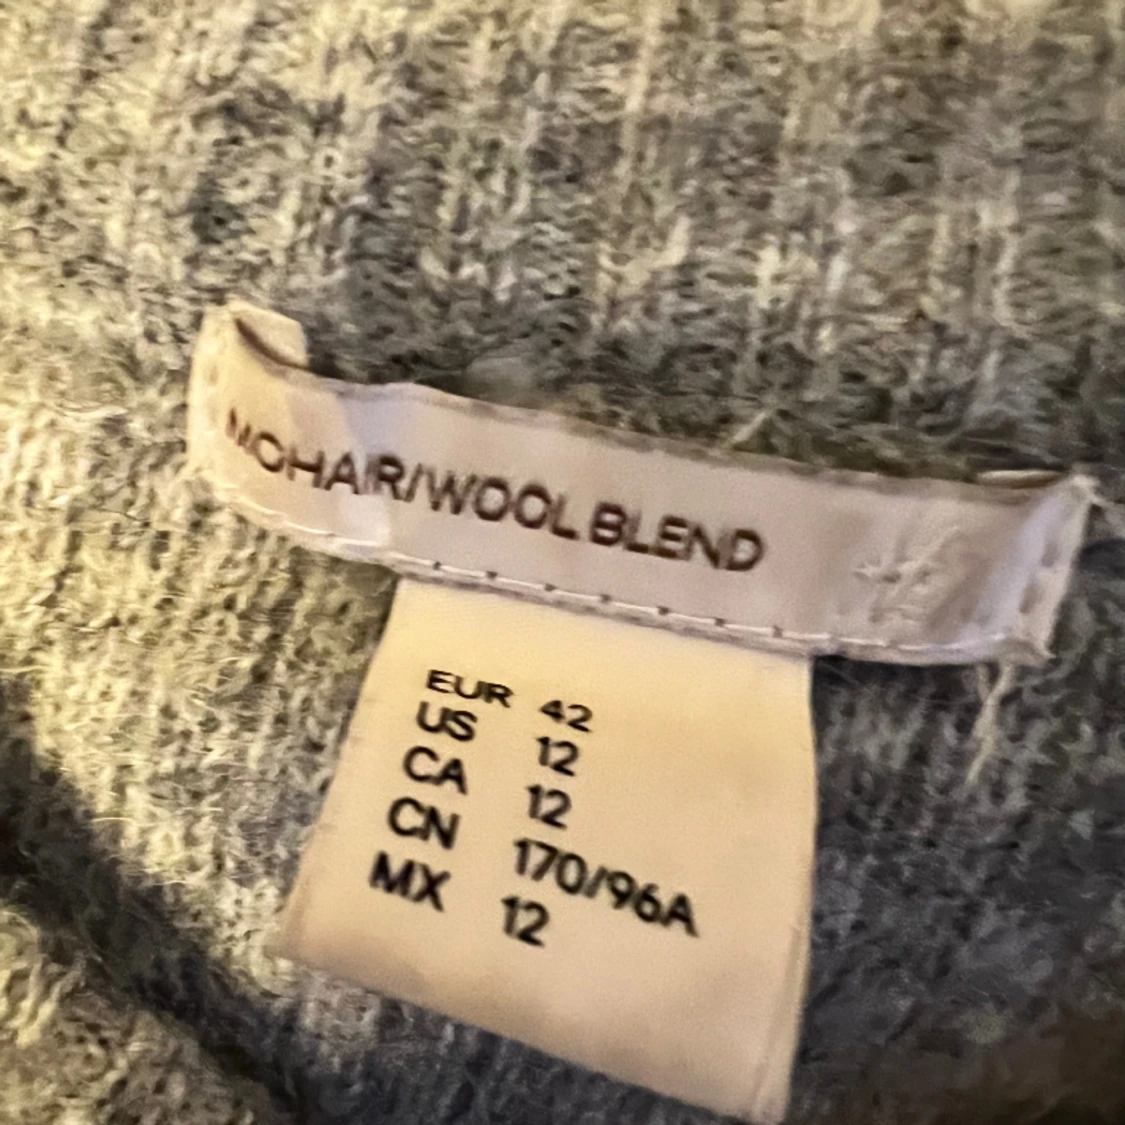 MOHAIR/WOOL BLEND
EUR 42
US 12
CA 12
CN 170/96A
MX 12